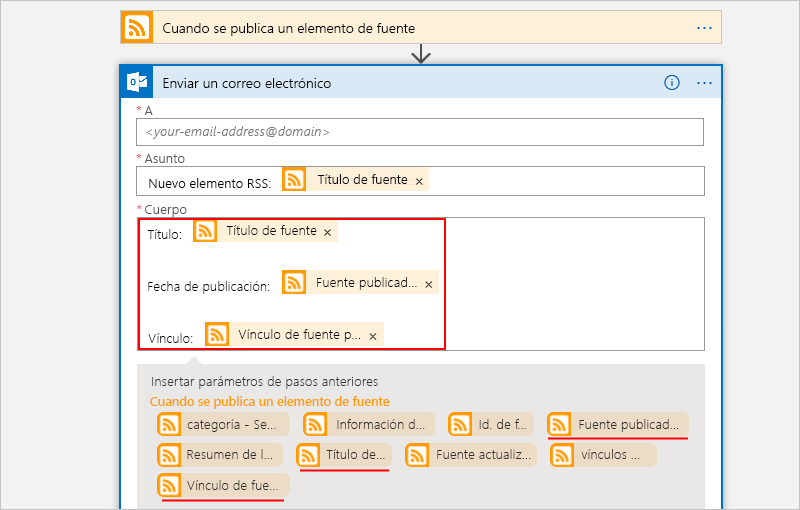 Cuando se publica un elemento de fuente ...
Enviar un correo electrónico ...
* A
<your-email-address@domain>
* Asunto
Nuevo elemento RSS: Título de fuente ×
* Cuerpo
Título: Título de fuente ×
Fecha de publicación: Fuente publicad... ×
Vínculo: Vínculo de fuente p... ×
Insertar parámetros de pasos anteriores
Cuando se publica un elemento de fuente
categoría - Se... Información d... Id. de f... Fuente publicad...
Resumen de l... Título de... Fuente actualiz... vínculos ...
Vínculo de fue...